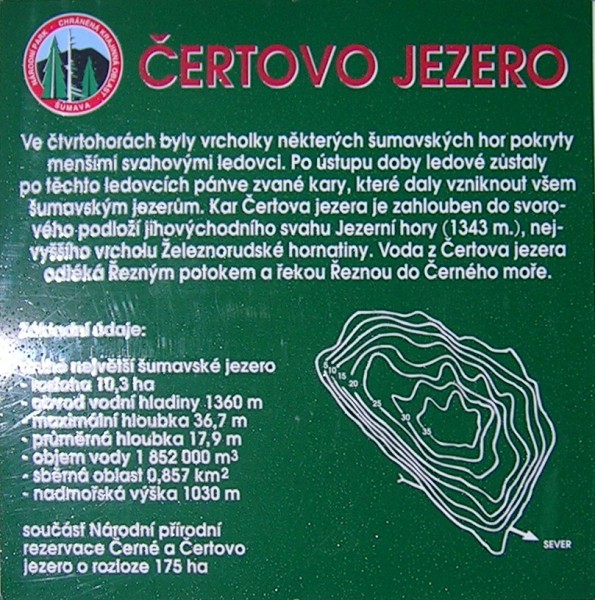 NÁRODNÍ PARK - CHRÁNĚNÁ KRAJINNÁ OBLAST
ŠUMAVA
ČERTOVO JEZERO
Ve čtvrtohorách byly vrcholky některých šumavských hor pokryty
menšími svahovými ledovci. Po ústupu doby ledové zůstaly
po těchto ledovcích pánve zvané kary, které daly vzniknout všem
šumavským jezerům. Kar Čertova jezera je zahlouben do svoro-
vého podloží jihovýchodního svahu Jezerní hory (1343 m.), nej-
vyššího vrcholu Železnorudské hornatiny. Voda z Čertova jezera
odtéká Řezným potokem a řekou Řeznou do Černého moře.
Základní údaje:
druhé největší šumavské jezero
- rozloha 10,3 ha
- obvod vodní hladiny 1360 m
- maximální hloubka 36,7 m
- průměrná hloubka 17,9 m
- objem vody 1 852 000 m³
- sběrná oblast 0,857 km²
- nadmořská výška 1030 m
součást Národní přírodní
rezervace Černé a Čertovo
jezero o rozloze 175 ha
5 10 15 20
25
30
35
SEVER